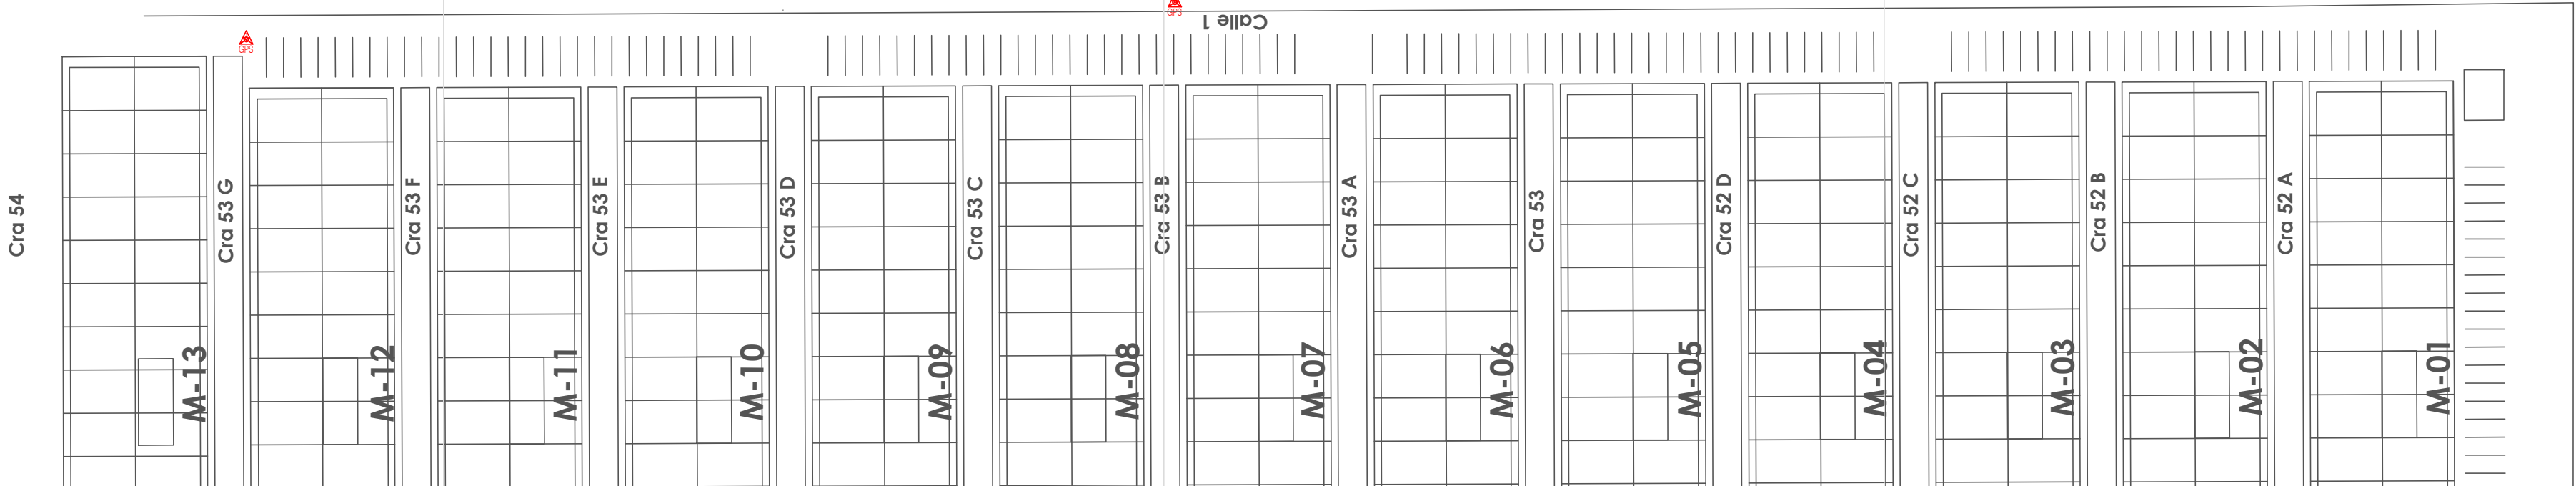 GPS
GPS
Calle 1
Cra 54
Cra 53 G
Cra 53 F
Cra 53 E
Cra 53 D
Cra 53 C
Cra 53 B
Cra 53 A
Cra 53
Cra 52 D
Cra 52 C
Cra 52 B
Cra 52 A
M-13
M-12
M-11
M-10
M-09
M-08
M-07
M-06
M-05
M-04
M-03
M-02
M-01